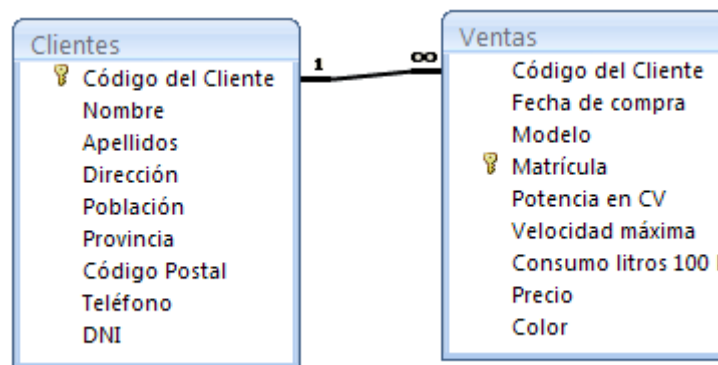 Clientes
Código del Cliente
Nombre
Apellidos
Dirección
Población
Provincia
Código Postal
Teléfono
DNI
1
∞
Ventas
Código del Cliente
Fecha de compra
Modelo
Matrícula
Potencia en CV
Velocidad máxima
Consumo litros 100
Precio
Color